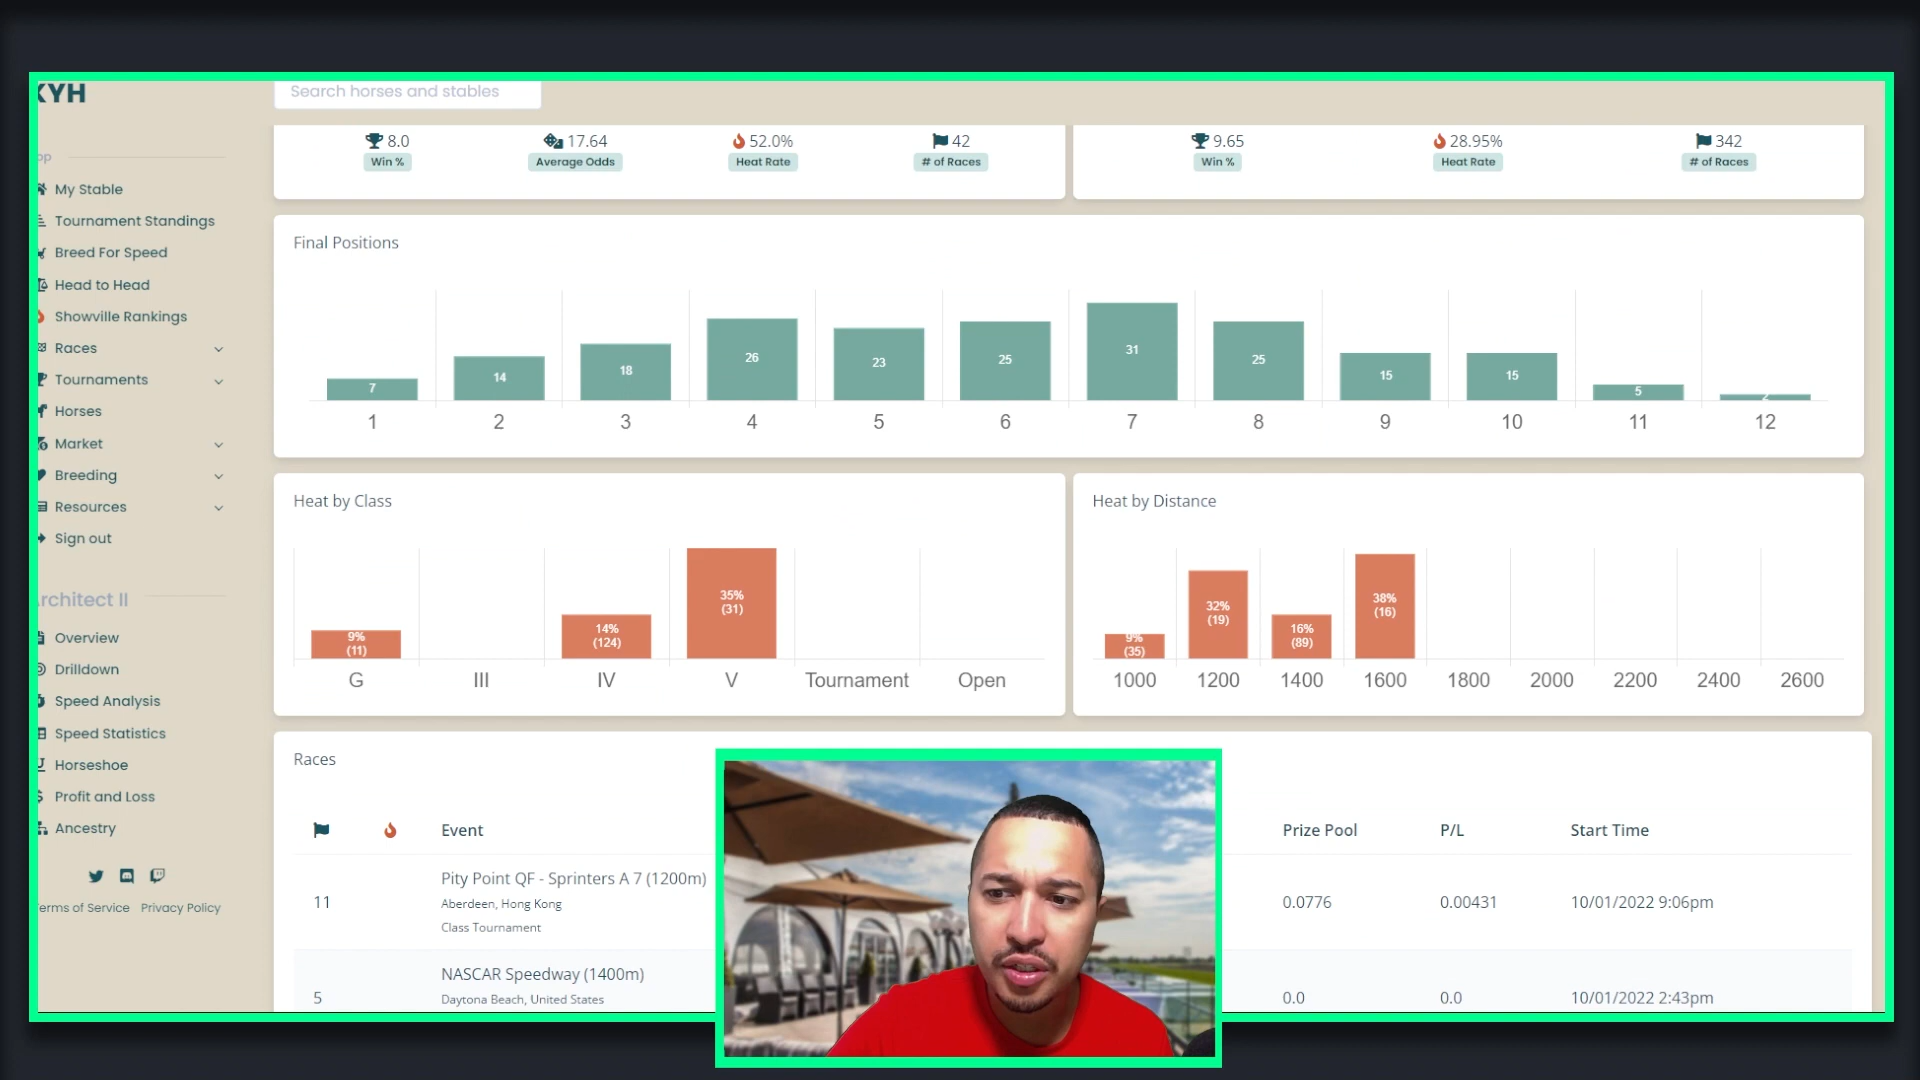 KYH
Search horses and stables
8.0
Win %
17.64
Average Odds
52.0%
Heat Rate
42
# of Races
9.65
Win %
28.95%
Heat Rate
342
# of Races
op
My Stable
Tournament Standings
Breed For Speed
Head to Head
Showville Rankings
Races
Tournaments
Horses
Market
Breeding
Resources
Sign out
rchitect II
Overview
Drilldown
Speed Analysis
Speed Statistics
Horseshoe
Profit and Loss
Ancestry
erms of Service Privacy Policy
Final Positions
7 14 18 26 23 25 31 25 15 15 5 2
1 2 3 4 5 6 7 8 9 10 11 12
Heat by Class
9% 14% 35%
(11) (124) (31)
G III IV V Tournament Open
Heat by Distance
9% 32% 16% 38%
(35) (19) (89) (16)
1000 1200 1400 1600 1800 2000 2200 2400 2600
Races
Event Prize Pool P/L Start Time
11 Pity Point QF - Sprinters A 7 (1200m) 0.0776 0.00431 10/01/2022 9:06pm
Aberdeen, Hong Kong
Class Tournament
5 NASCAR Speedway (1400m) 0.0 0.0 10/01/2022 2:43pm
Daytona Beach, United States